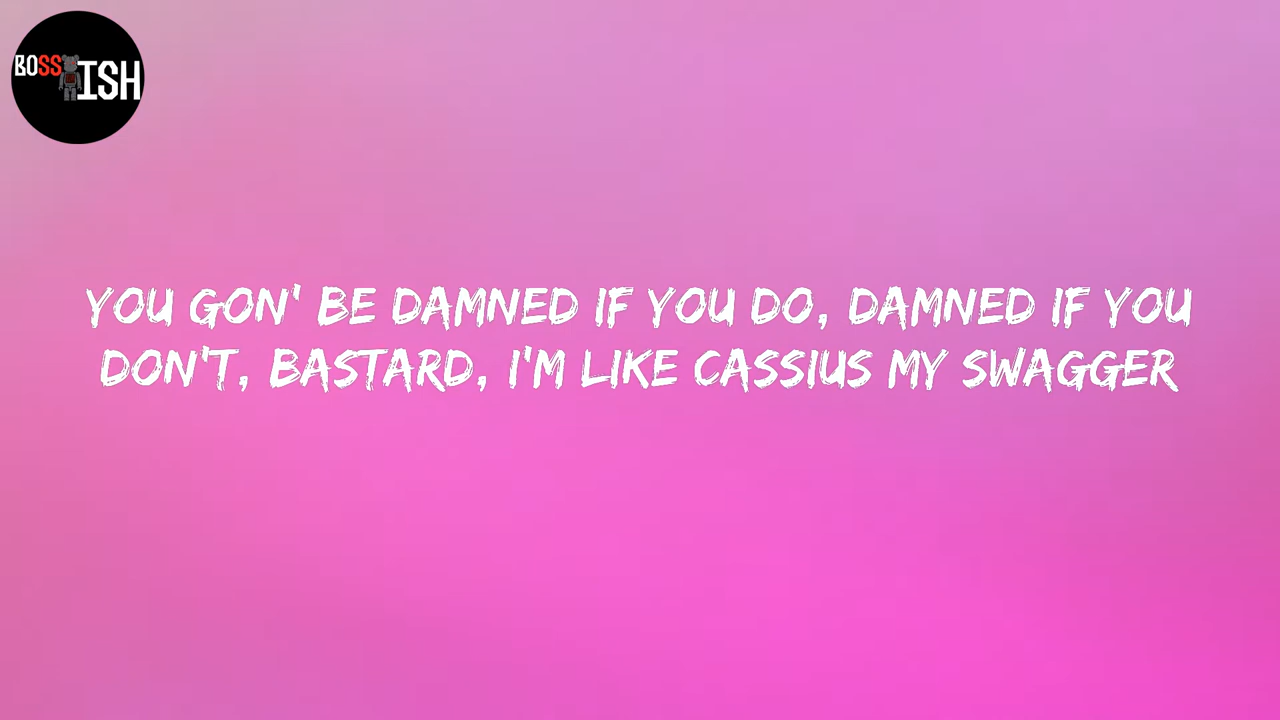 BOSS ISH
YOU GON' BE DAMNED IF YOU DO, DAMNED IF YOU
DON'T, BASTARD, I'M LIKE CASSIUS MY SWAGGER